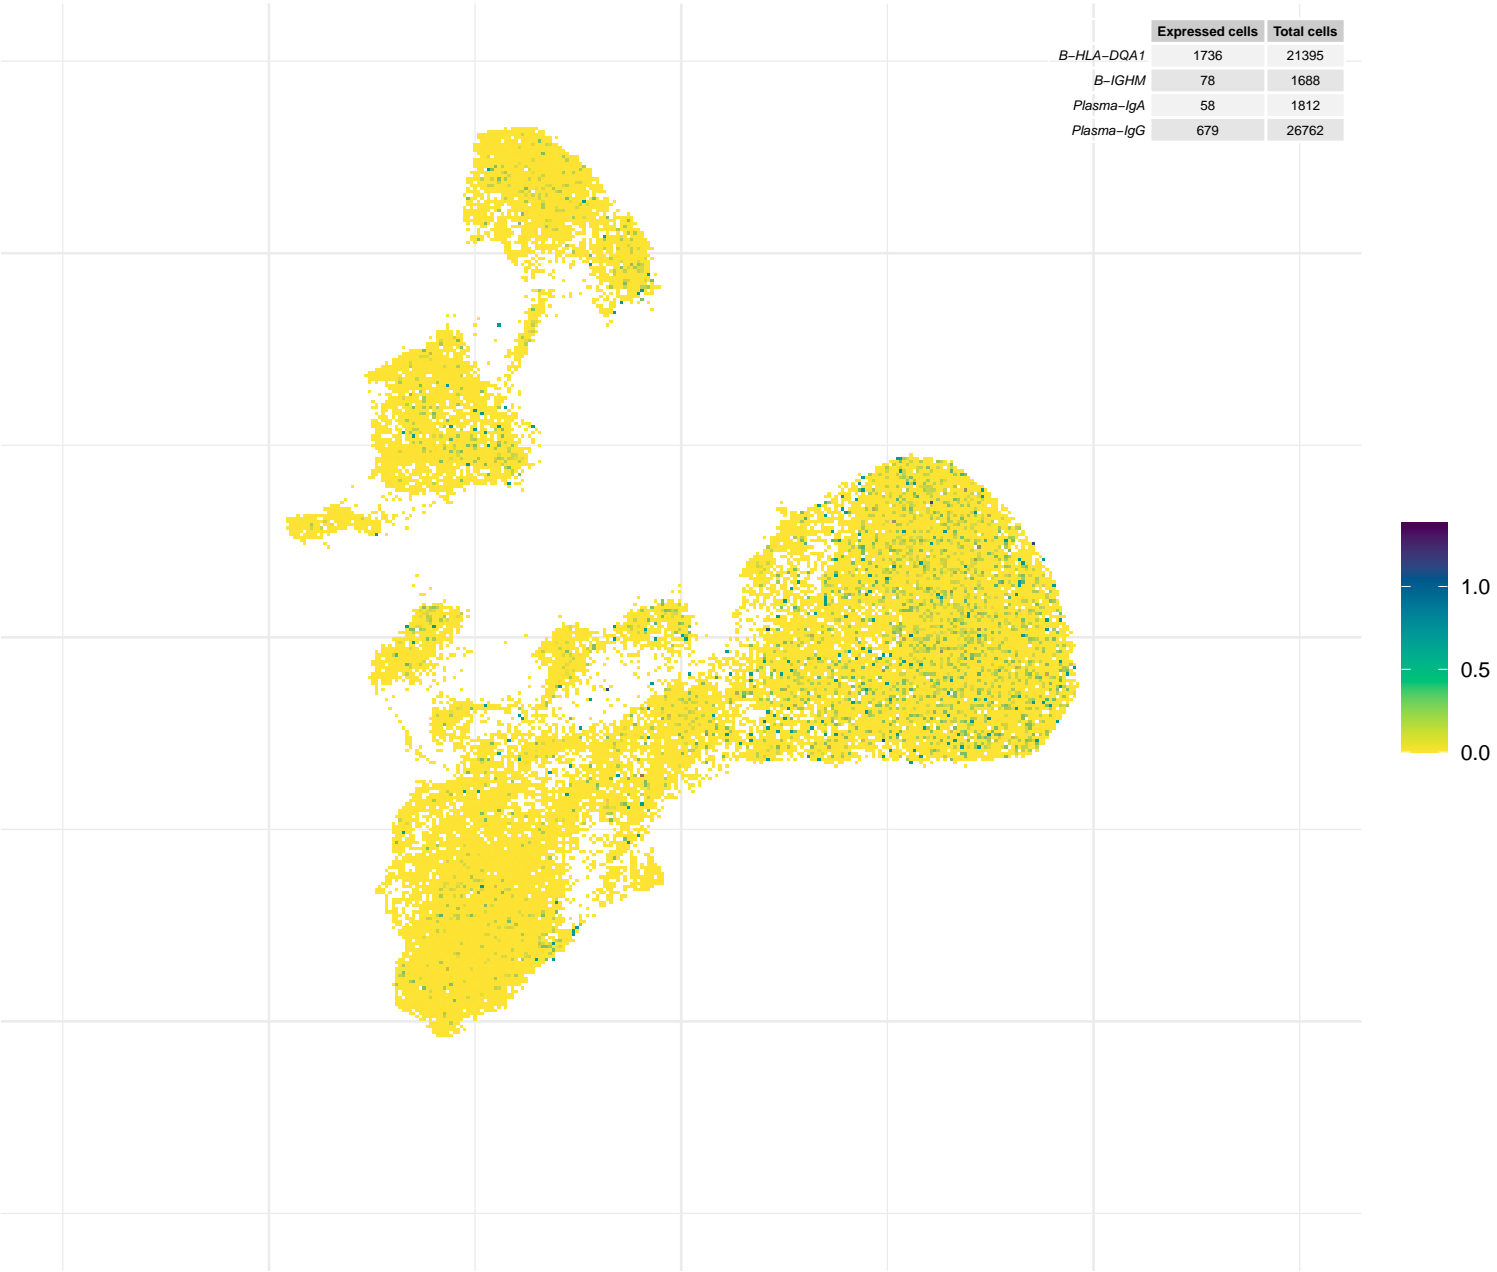 Expressed cells Total cells
B−HLA−DQA1 1736 21395
B−IGHM 78 1688
Plasma−IgA 58 1812
Plasma−IgG 679 26762
1.0
0.5
0.0